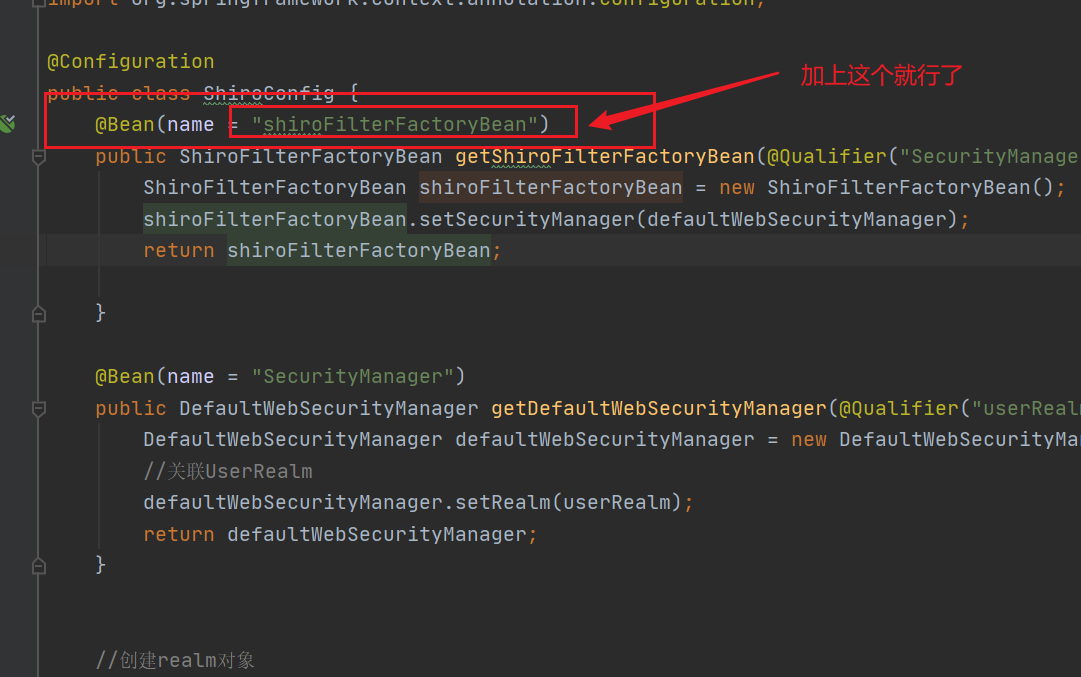 import org.springframework.context.annotation.Configuration;
@Configuration
加上这个就行了
public class ShiroConfig {
@Bean(name = "shiroFilterFactoryBean")
public ShiroFilterFactoryBean getShiroFilterFactoryBean(@Qualifier("SecurityManage
ShiroFilterFactoryBean shiroFilterFactoryBean = new ShiroFilterFactoryBean();
shiroFilterFactoryBean.setSecurityManager(defaultWebSecurityManager);
return shiroFilterFactoryBean;
}
@Bean(name = "SecurityManager")
public DefaultWebSecurityManager getDefaultWebSecurityManager(@Qualifier("userRealm
DefaultWebSecurityManager defaultWebSecurityManager = new DefaultWebSecurityMa
//关联UserRealm
defaultWebSecurityManager.setRealm(userRealm);
return defaultWebSecurityManager;
}
//创建realm对象